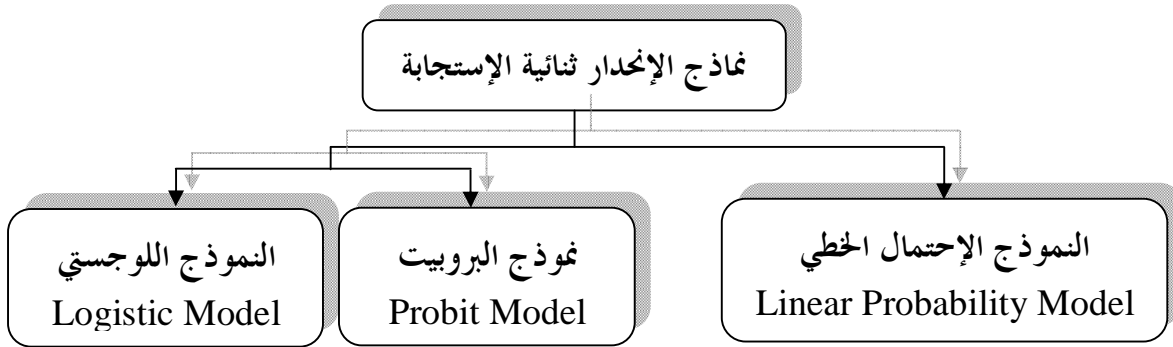 نماذج الإنحدار ثنائية الإستجابة
النموذج الإحتمال الخطي
Linear Probability Model
نموذج البروبيت
Probit Model
النموذج اللوجستي
Logistic Model